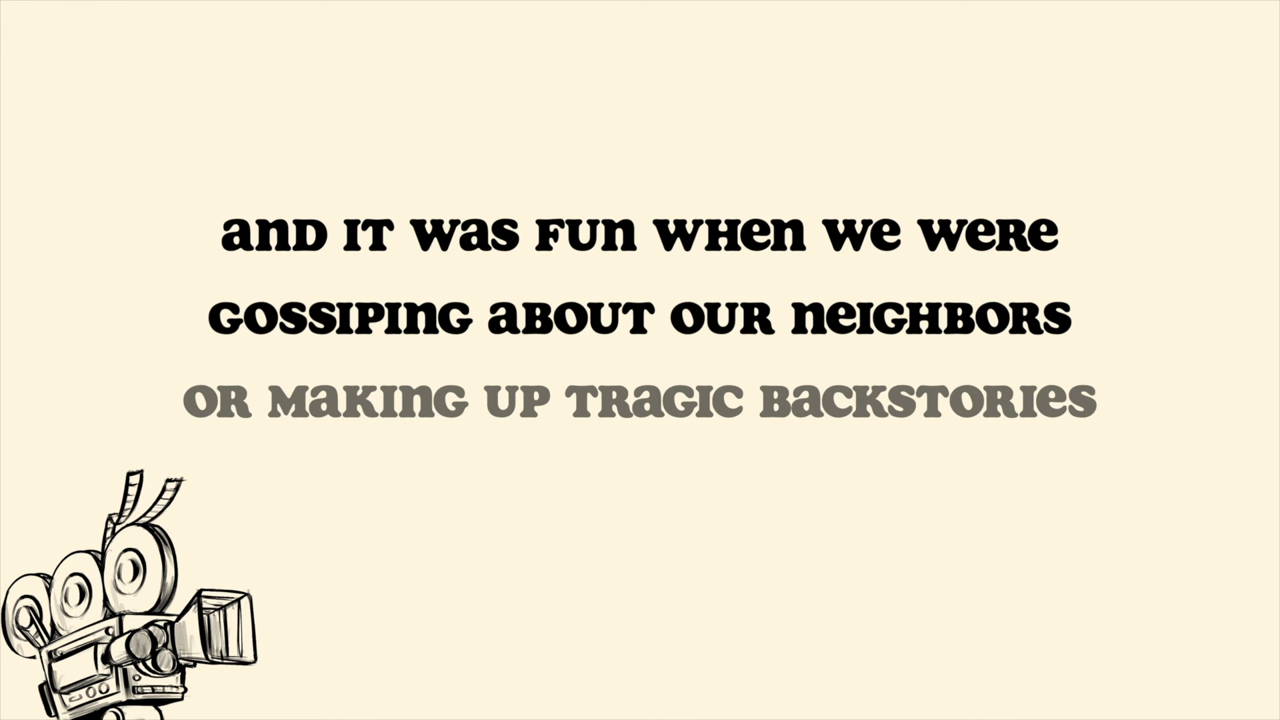 AND IT WAS FUN WHEN WE WERE
GOSSIPING ABOUT OUR NEIGHBORS
OR MAKING UP TRAGIC BACKSTORIES